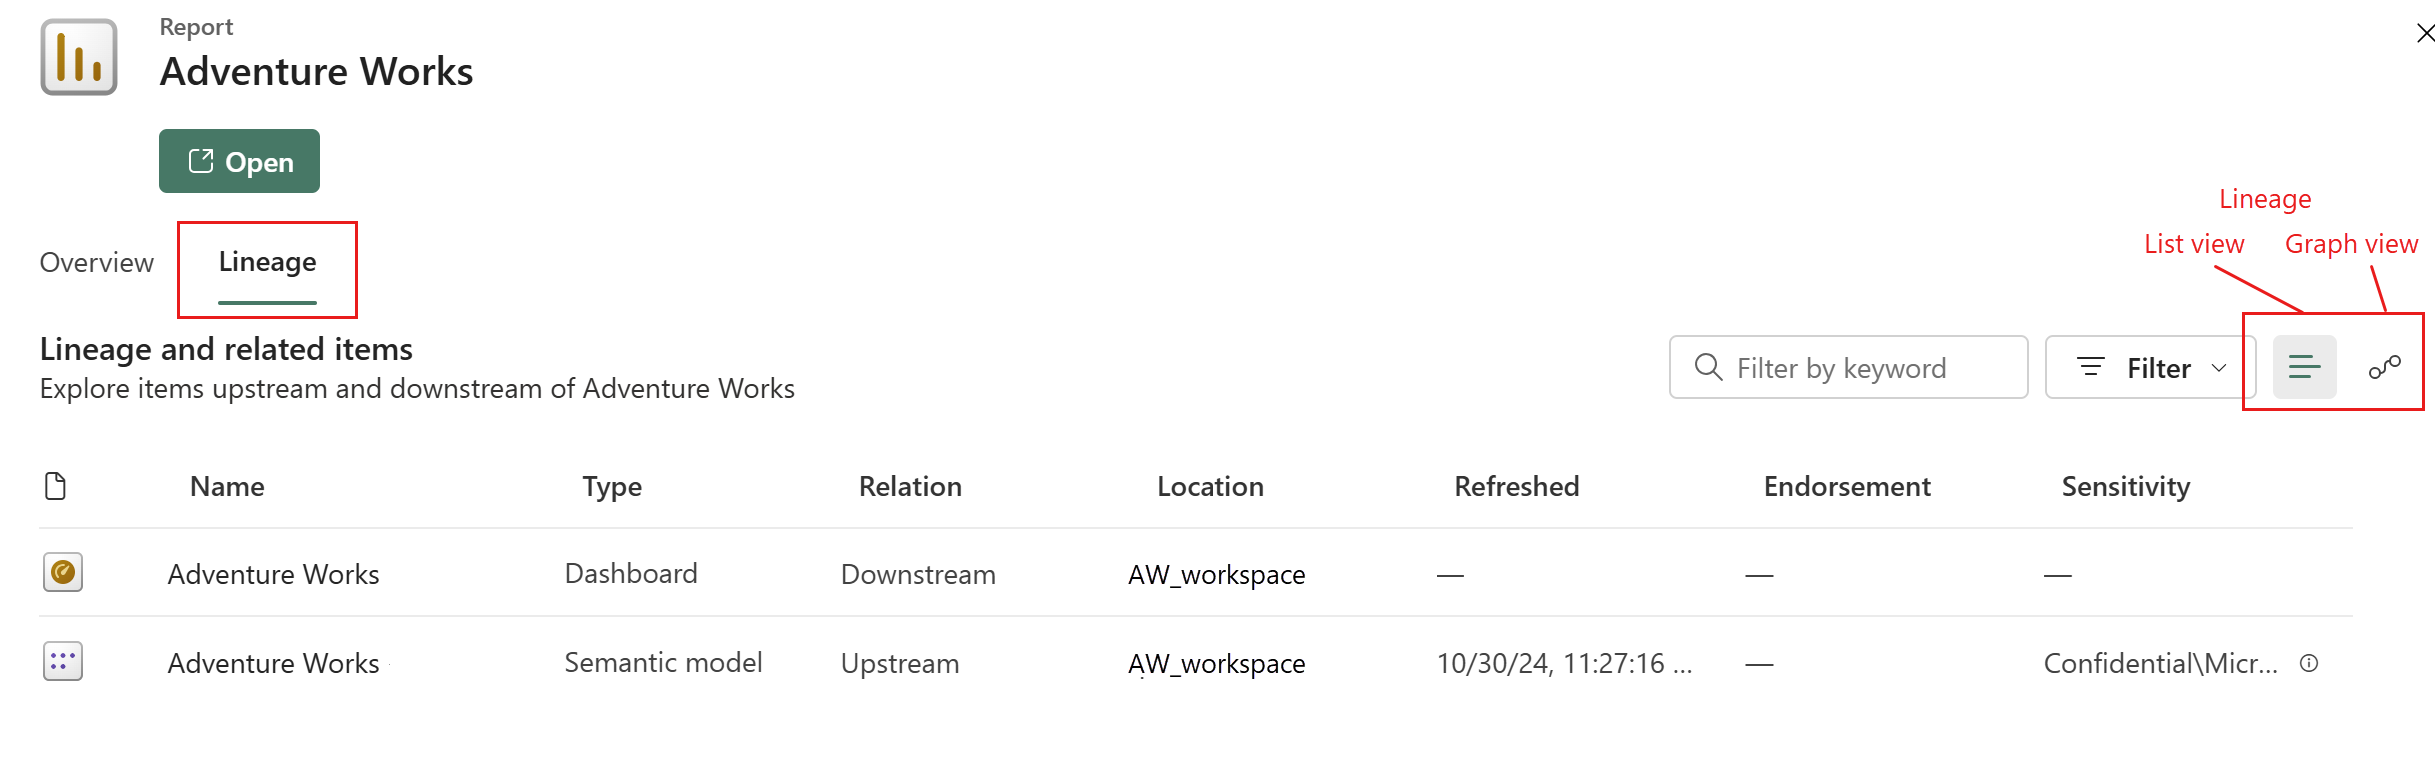 Report
Adventure Works
Open
Lineage
List view Graph view
Overview Lineage
Lineage and related items
Explore items upstream and downstream of Adventure Works
Filter by keyword Filter
Name Type Relation Location Refreshed Endorsement Sensitivity
Adventure Works Dashboard Downstream AW_workspace — — —
Adventure Works Semantic model Upstream AW_workspace 10/30/24, 11:27:16 ... — Confidential\Micr...